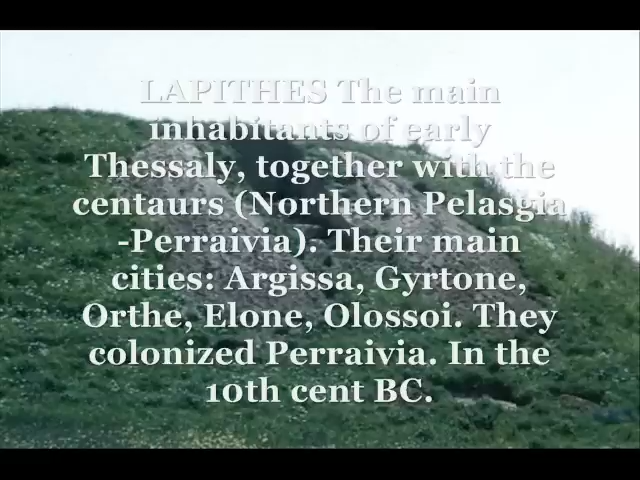 LAPITHES The main
inhabitants of early
Thessaly, together with the
centaurs (Northern Pelasgia
-Perraivia). Their main
cities: Argissa, Gyrtone,
Orthe, Elone, Olossoi. They
colonized Perraivia. In the
10th cent BC.